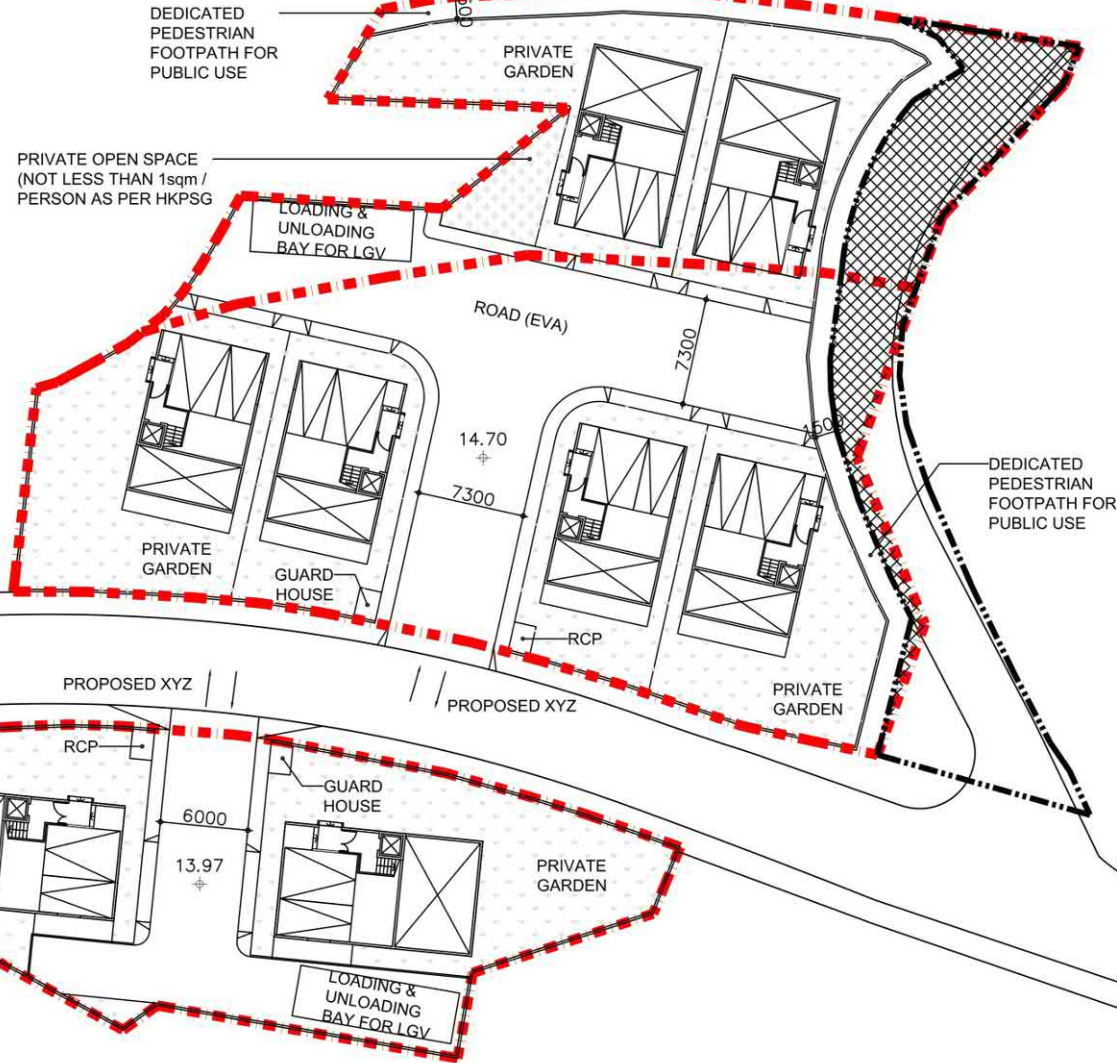 DEDICATED
PEDESTRIAN
FOOTPATH FOR
PUBLIC USE
PRIVATE
GARDEN
PRIVATE OPEN SPACE
(NOT LESS THAN 1sqm /
PERSON AS PER HKPSG
LOADING &
UNLOADING
BAY FOR LGV
ROAD (EVA)
7300
1500
14.70
7300
DEDICATED
PEDESTRIAN
FOOTPATH FOR
PUBLIC USE
PRIVATE
GARDEN
GUARD
HOUSE
RCP
PROPOSED XYZ
PROPOSED XYZ
PRIVATE
GARDEN
RCP
GUARD
HOUSE
6000
13.97
PRIVATE
GARDEN
LOADING &
UNLOADING
BAY FOR LGV